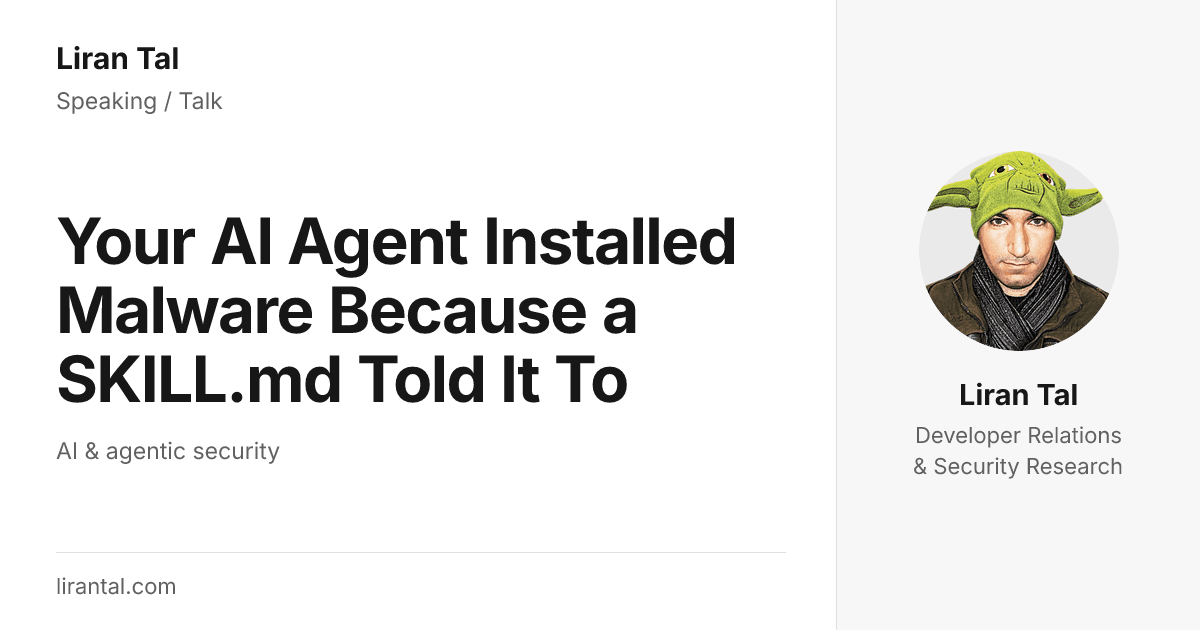 Liran Tal
Speaking / Talk
Your AI Agent Installed
Malware Because a
SKILL.md Told It To
AI & agentic security
lirantal.com
Liran Tal
Developer Relations
& Security Research